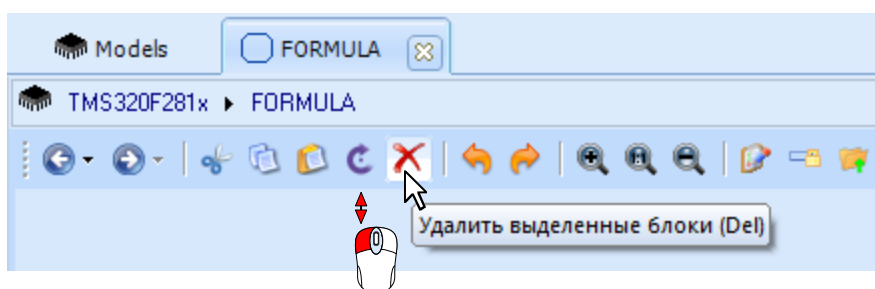 Models FORMULA
TMS320F281x FORMULA
Удалить выделенные блоки (Del)